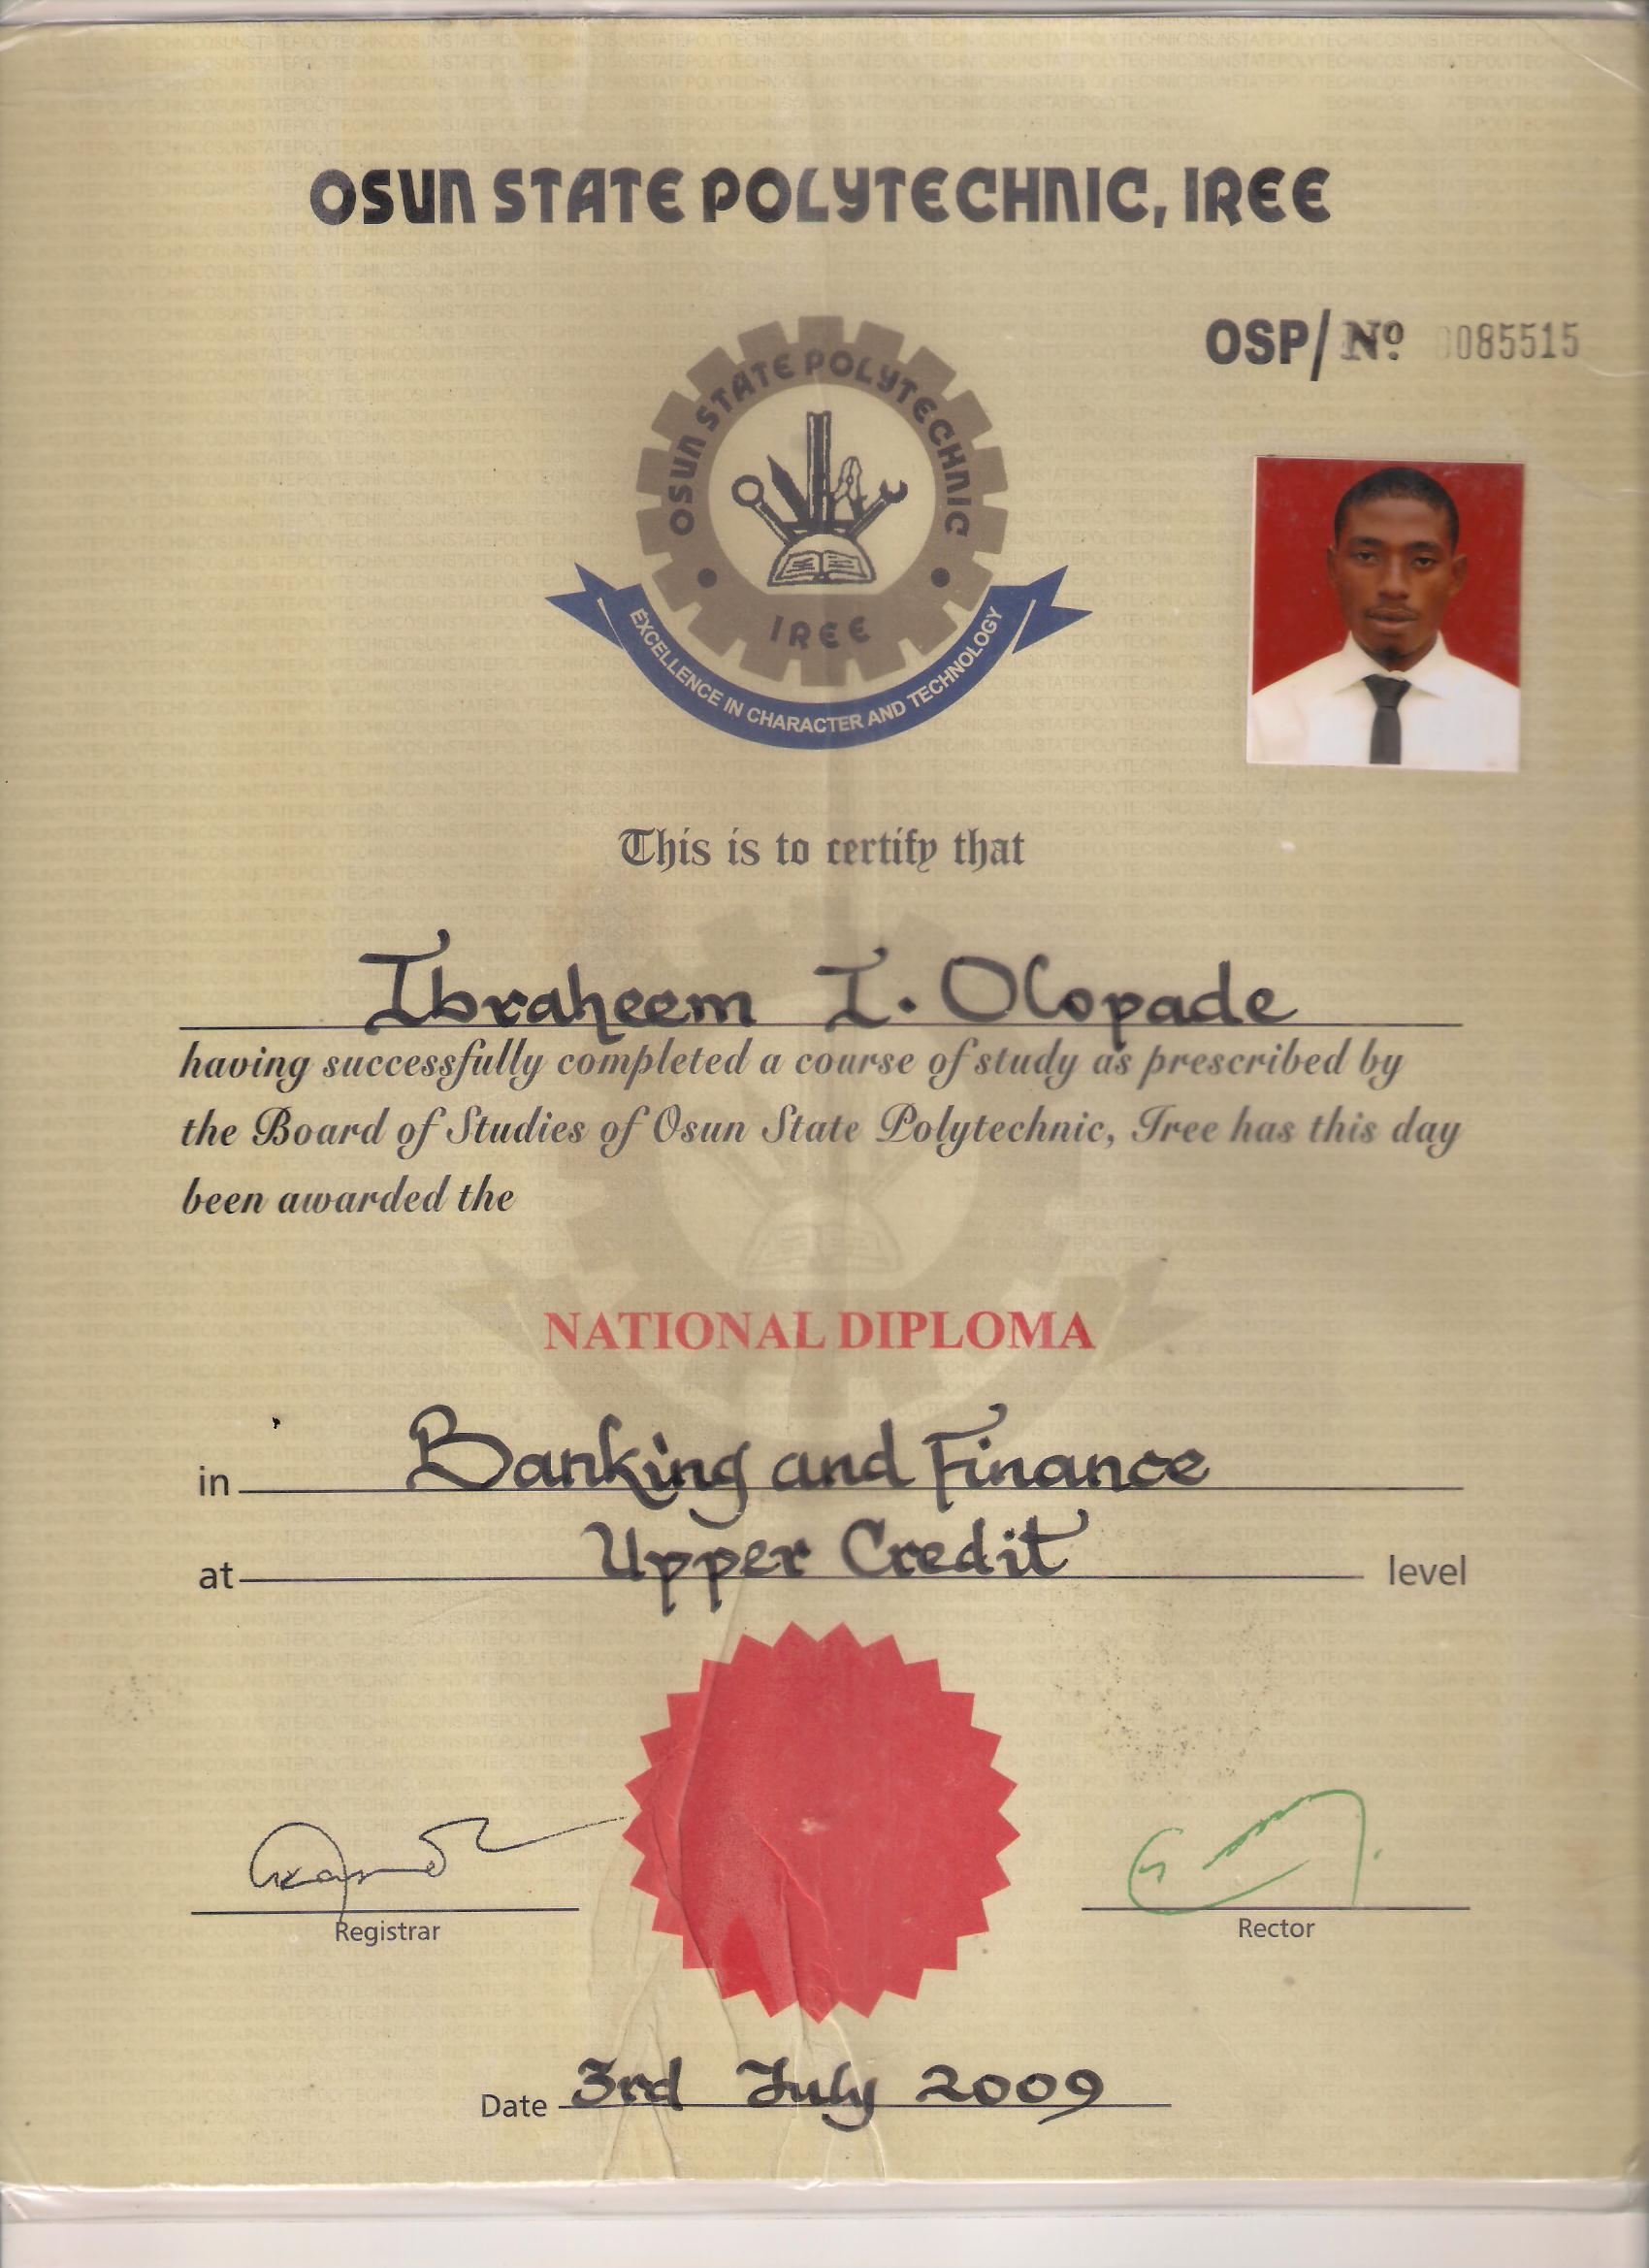 OSUN STATE POLYTECHNIC, IREE
OSP/Nº 0085515
OSUN STATE POLYTECHNIC
IREE
EXCELLENCE IN CHARACTER AND TECHNOLOGY
This is to certify that
Ibraheem I. Olopade
having successfully completed a course of study as prescribed by
the Board of Studies of Osun State Polytechnic, Iree has this day
been awarded the
NATIONAL DIPLOMA
in Banking and Finance
at Upper Credit level
Registrar
Rector
Date 3rd July 2009